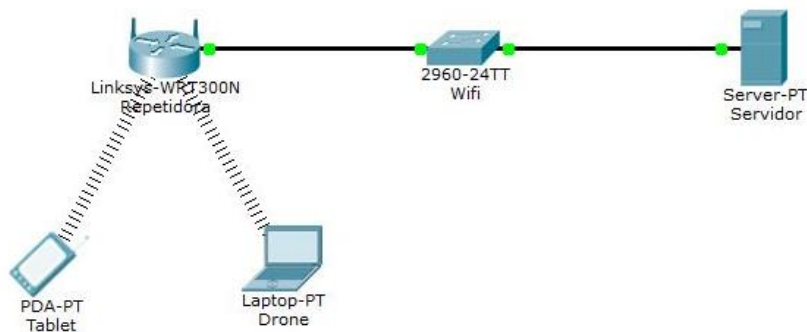 Linksys-WRT300N
Repetidora
2960-24TT
Wifi
Server-PT
Servidor
PDA-PT
Tablet
Laptop-PT
Drone